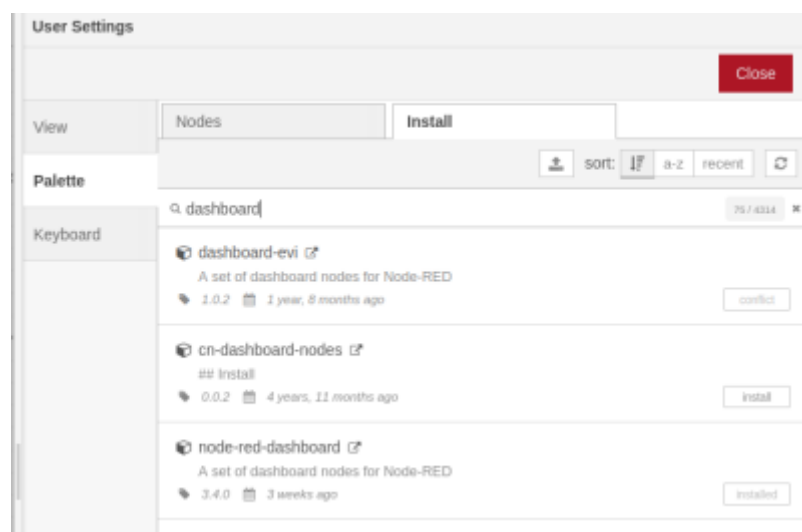 User Settings
Close
View
Nodes
Install
sort:
a-z
recent
Palette
dashboard
75 / 4314
Keyboard
dashboard-evi
A set of dashboard nodes for Node-RED
1.0.2 1 year, 8 months ago
conflict
cn-dashboard-nodes
## Install
0.0.2 4 years, 11 months ago
install
node-red-dashboard
A set of dashboard nodes for Node-RED
3.4.0 3 weeks ago
installed